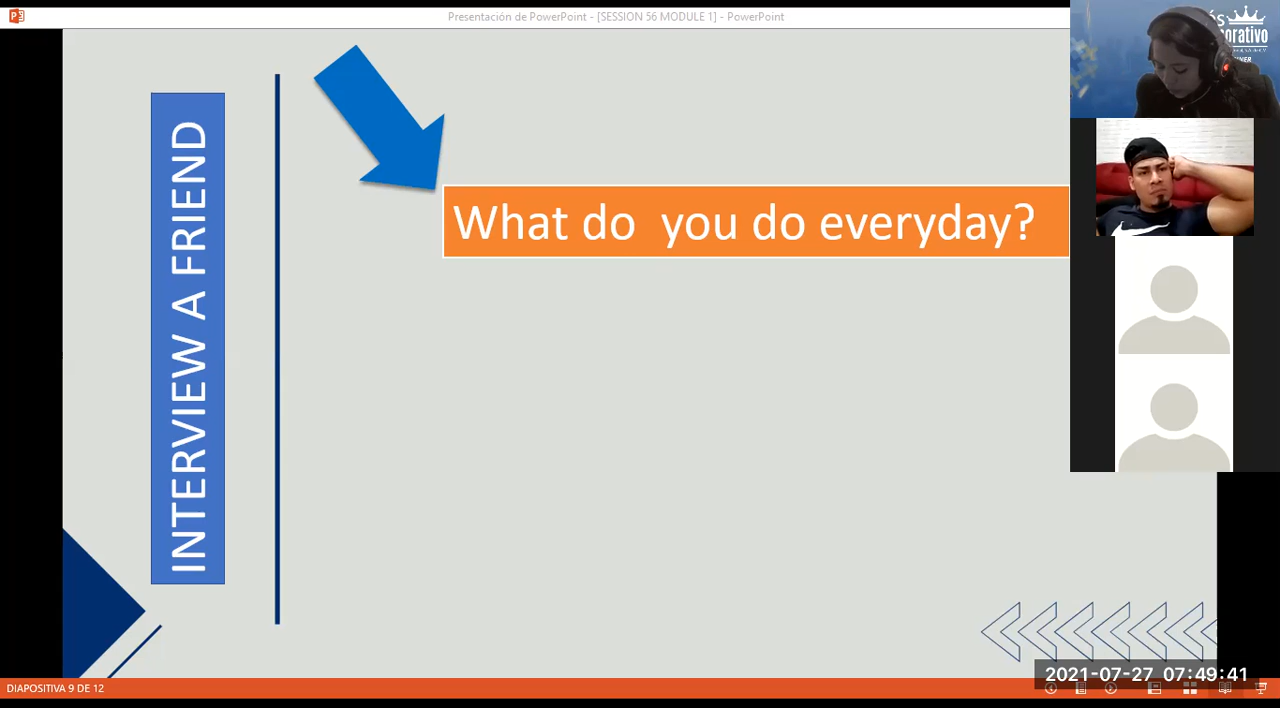 Presentación de PowerPoint - [SESSION 56 MODULE 1] - PowerPoint
INTERVIEW A FRIEND
What do  you do everyday?
2021-07-27 07:49:41
DIAPOSITIVA 9 DE 12